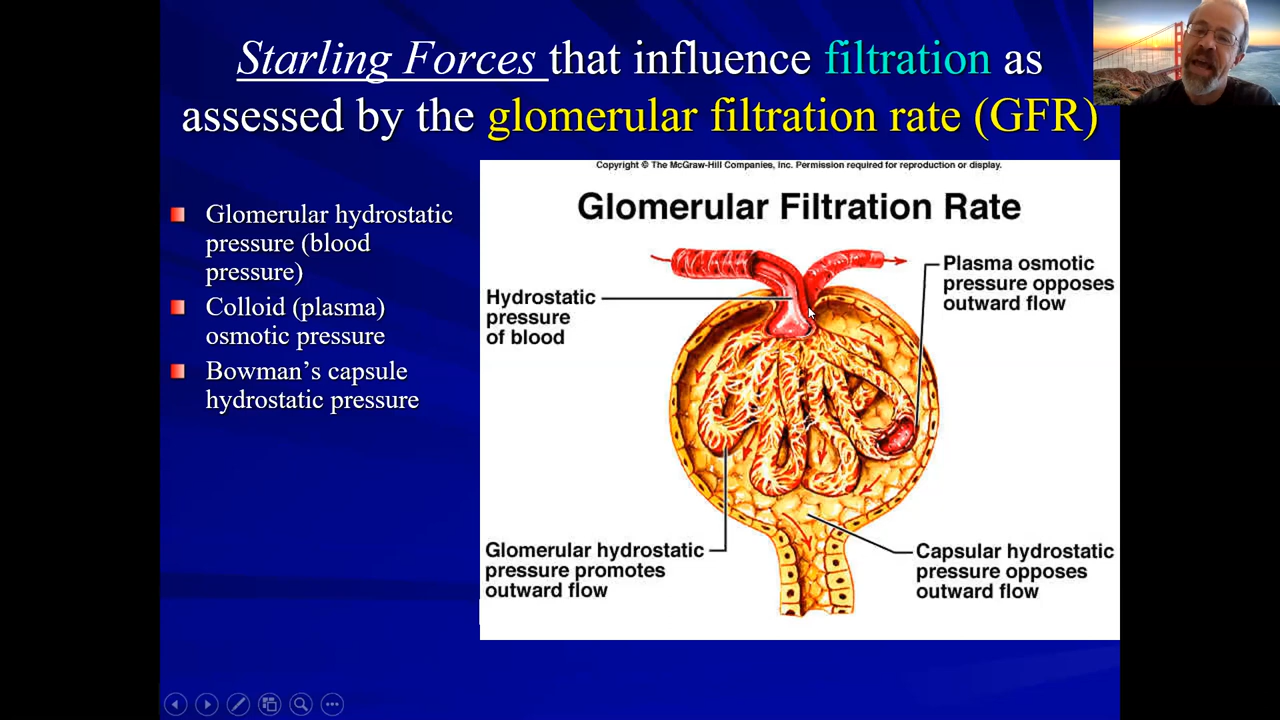 Starling Forces that influence filtration as
assessed by the glomerular filtration rate (GFR)
Glomerular hydrostatic
pressure (blood
pressure)
Colloid (plasma)
osmotic pressure
Bowman's capsule
hydrostatic pressure
Copyright © The McGraw-Hill Companies, Inc. Permission required for reproduction or display.
Glomerular Filtration Rate
Hydrostatic
pressure
of blood
Plasma osmotic
pressure opposes
outward flow
Glomerular hydrostatic
pressure promotes
outward flow
Capsular hydrostatic
pressure opposes
outward flow